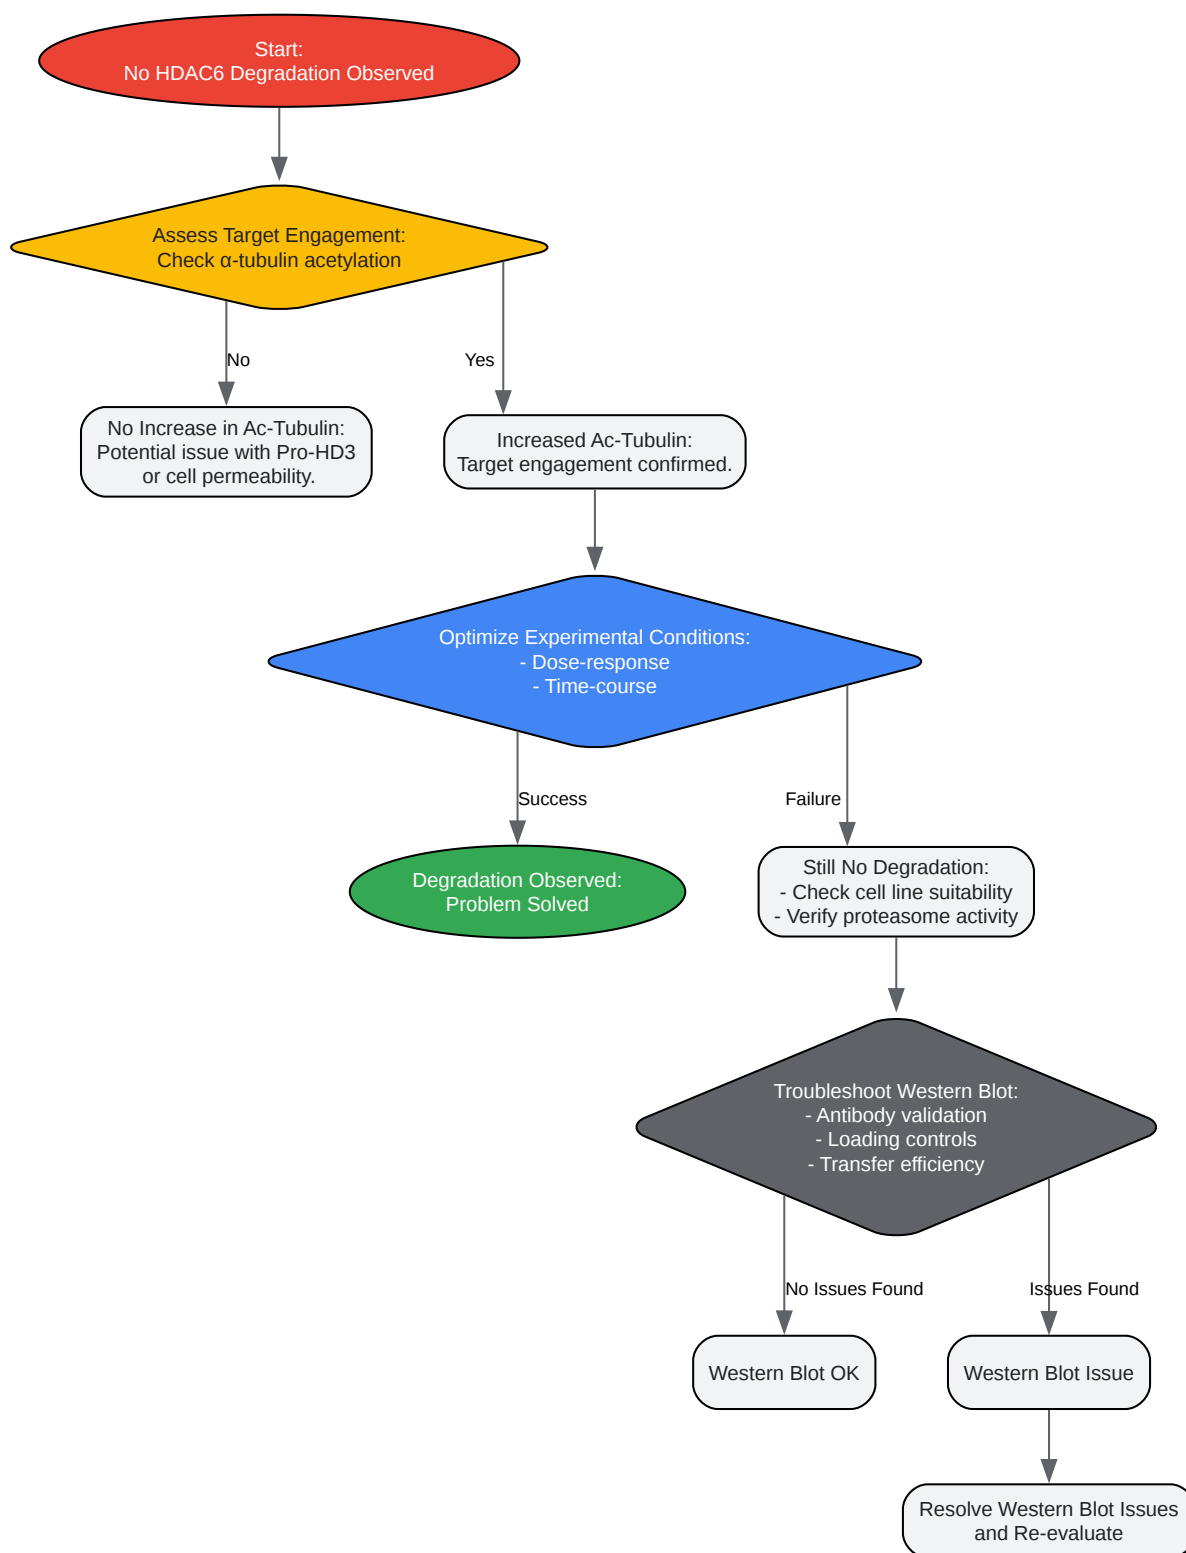 Start:
No HDAC6 Degradation Observed
Assess Target Engagement:
Check α-tubulin acetylation
No
Yes
No Increase in Ac-Tubulin:
Potential issue with Pro-HD3
or cell permeability.
Increased Ac-Tubulin:
Target engagement confirmed.
Optimize Experimental Conditions:
- Dose-response
- Time-course
Success
Failure
Degradation Observed:
Problem Solved
Still No Degradation:
- Check cell line suitability
- Verify proteasome activity
Troubleshoot Western Blot:
- Antibody validation
- Loading controls
- Transfer efficiency
No Issues Found
Issues Found
Western Blot OK
Western Blot Issue
Resolve Western Blot Issues
and Re-evaluate